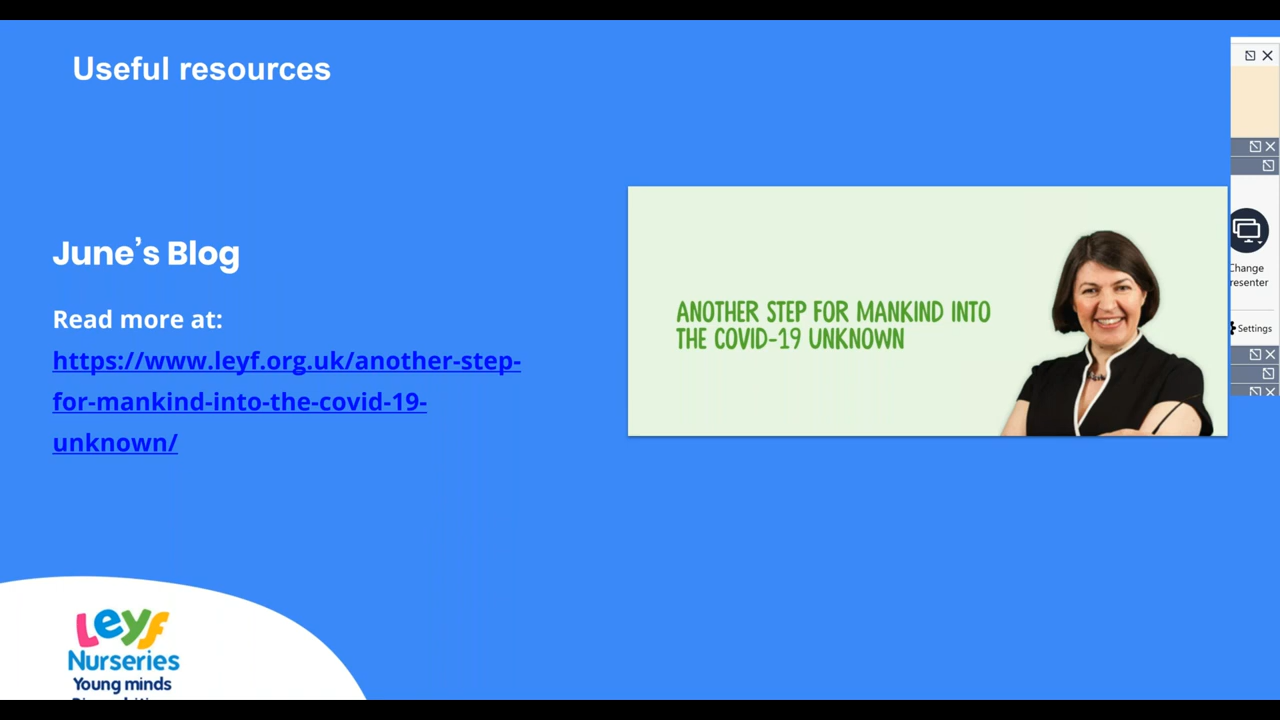 Useful resources
June's Blog
Read more at:
https://www.leyf.org.uk/another-step-
for-mankind-into-the-covid-19-
unknown/
ANOTHER STEP FOR MANKIND INTO
THE COVID-19 UNKNOWN
Change
resenter
Settings
Leyf
Nurseries
Young minds